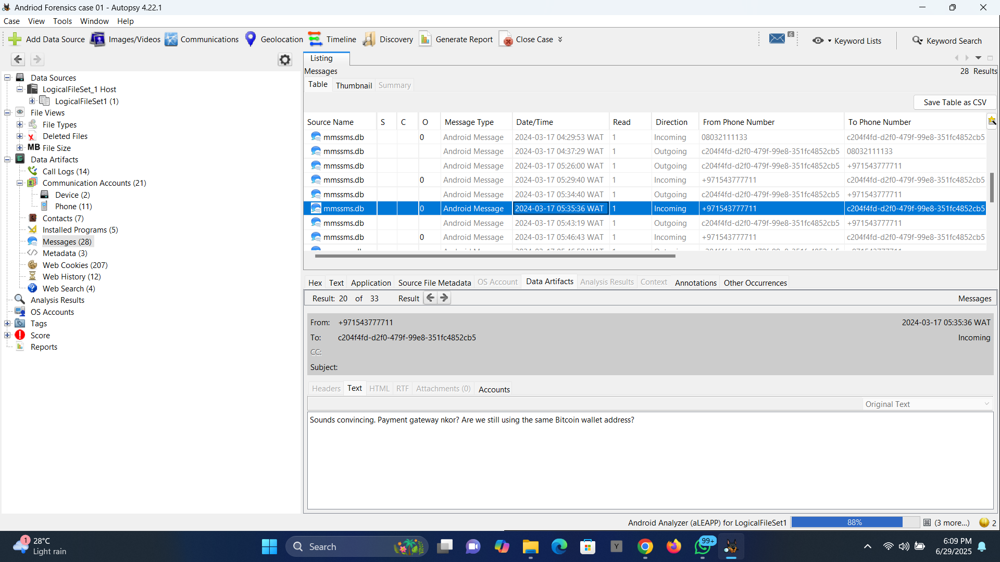 Andriod Forensics case 01 - Autopsy 4.22.1
Case View Tools Window Help
Add Data Source Images/Videos Communications Geolocation Timeline Discovery Generate Report Close Case 6 Keyword Lists Keyword Search
Data Sources
LogicalFileSet_1 Host
LogicalFileSet1 (1)
File Views
File Types
Deleted Files
MB File Size
Data Artifacts
Call Logs (14)
Communication Accounts (21)
Device (2)
Phone (11)
Contacts (7)
Installed Programs (5)
Messages (28)
Metadata (3)
Web Cookies (207)
Web History (12)
Web Search (4)
Analysis Results
OS Accounts
Tags
Score
Reports
Listing
Messages 28 Results
Table Thumbnail Summary
Save Table as CSV
Source Name S C O Message Type Date/Time Read Direction From Phone Number To Phone Number
mmssms.db 0 Android Message 2024-03-17 04:29:53 WAT 1 Incoming 08032111133 c204f4fd-d2f0-479f-99e8-351fc4852cb5
mmssms.db Android Message 2024-03-17 04:37:29 WAT 1 Outgoing c204f4fd-d2f0-479f-99e8-351fc4852cb5 08032111133
mmssms.db Android Message 2024-03-17 05:26:00 WAT 1 Outgoing c204f4fd-d2f0-479f-99e8-351fc4852cb5 +971543777711
mmssms.db 0 Android Message 2024-03-17 05:29:40 WAT 1 Incoming +971543777711 c204f4fd-d2f0-479f-99e8-351fc4852cb5
mmssms.db Android Message 2024-03-17 05:34:40 WAT 1 Outgoing c204f4fd-d2f0-479f-99e8-351fc4852cb5 +971543777711
mmssms.db 0 Android Message 2024-03-17 05:35:36 WAT 1 Incoming +971543777711 c204f4fd-d2f0-479f-99e8-351fc4852cb5
mmssms.db Android Message 2024-03-17 05:43:19 WAT 1 Outgoing c204f4fd-d2f0-479f-99e8-351fc4852cb5 +971543777711
mmssms.db 0 Android Message 2024-03-17 05:46:43 WAT 1 Incoming +971543777711 c204f4fd-d2f0-479f-99e8-351fc4852cb5
Hex Text Application Source File Metadata OS Account Data Artifacts Analysis Results Context Annotations Other Occurrences
Result: 20 of 33 Result Messages
From: +971543777711 2024-03-17 05:35:36 WAT
To: c204f4fd-d2f0-479f-99e8-351fc4852cb5 Incoming
CC:
Subject:
Headers Text HTML RTF Attachments (0) Accounts
Original Text
Sounds convincing. Payment gateway nkor? Are we still using the same Bitcoin wallet address?
Android Analyzer (aLEAPP) for LogicalFileSet1 88% (3 more...) 2
1 28°C
Light rain
Search
Y
99+
6:09 PM
6/29/2025